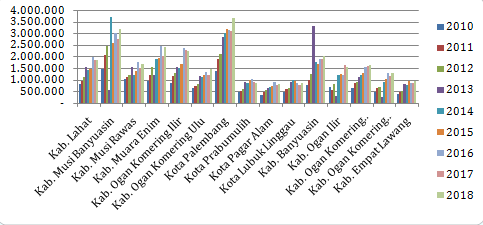 4.000.000
3.500.000
3.000.000
2.500.000
2.000.000
1.500.000
1.000.000
500.000
-
Kab. Lahat
Kab. Musi Banyuasin
Kab. Musi Rawas
Kab. Muara Enim
Kab. Ogan Komering Ilir
Kab. Ogan Komering Ulu
Kota Palembang
Kota Prabumulih
Kota Pagar Alam
Kota Lubuk Linggau
Kab. Banyuasin
Kab. Ogan Ilir
Kab. Ogan Komering...
Kab. Ogan Komering...
Kab. Empat Lawang
2010
2011
2012
2013
2014
2015
2016
2017
2018